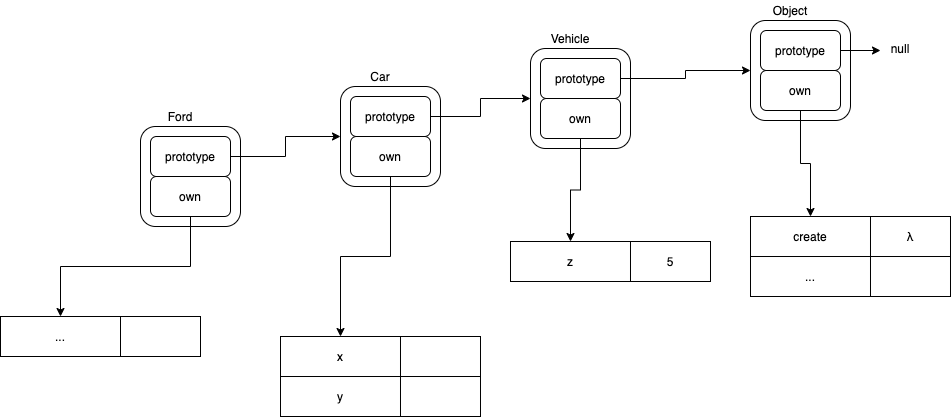 Object
prototype
null
own
Vehicle
prototype
own
Car
prototype
own
Ford
prototype
own
create λ
...
z 5
...
x
y